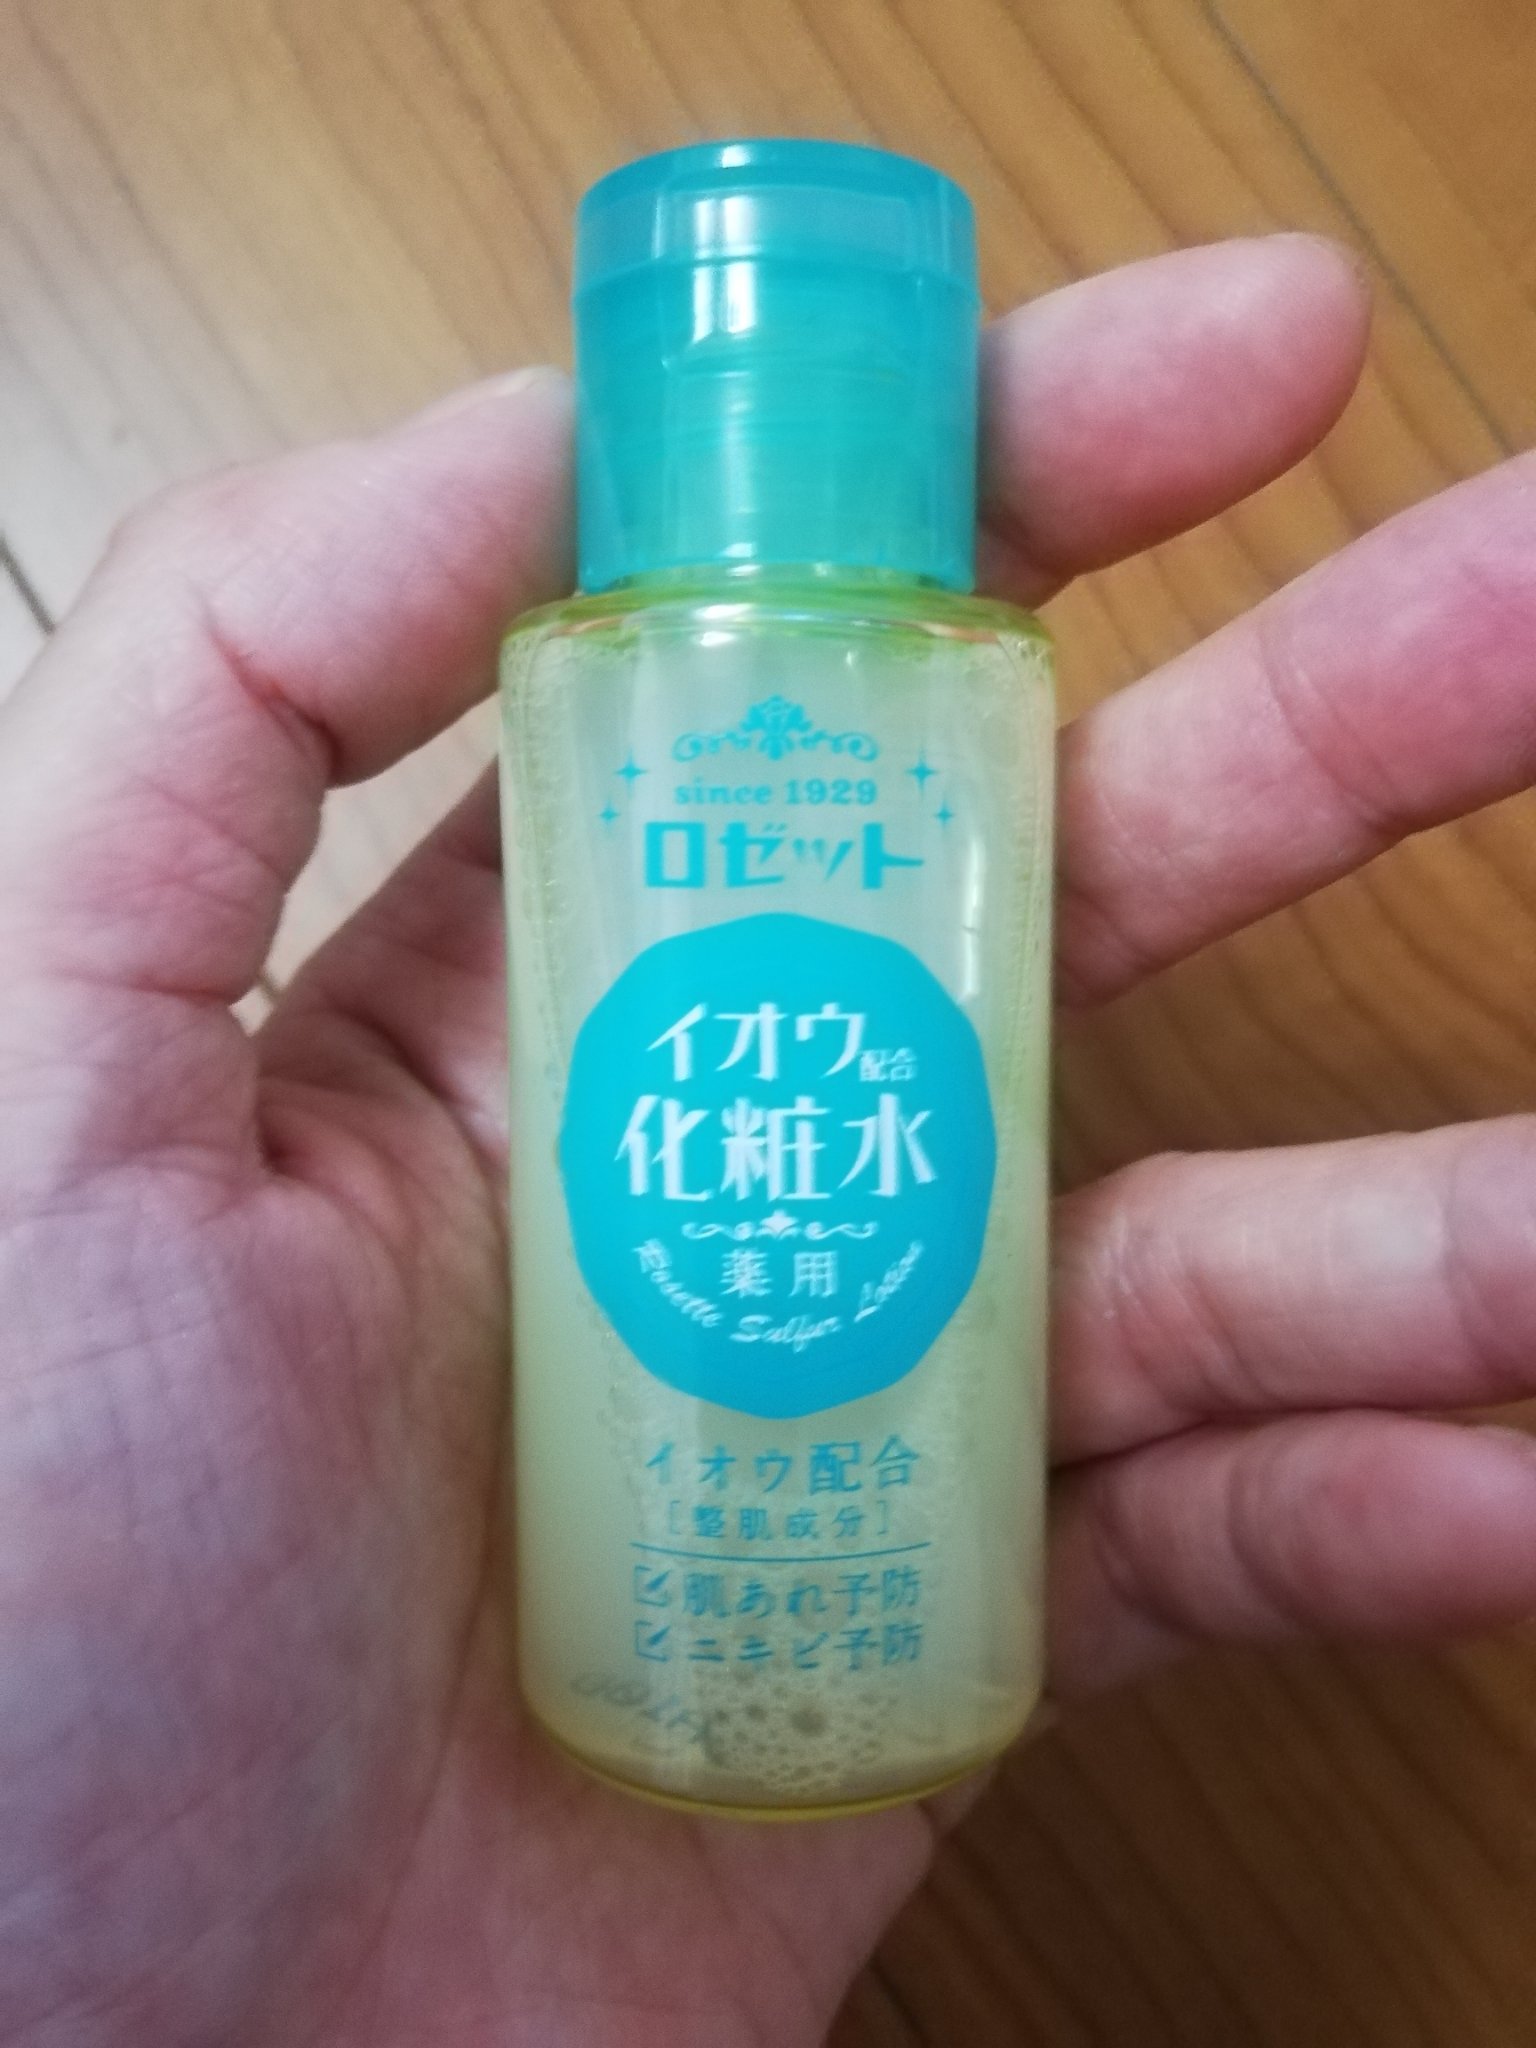 since 1929
ロゼット
イオウ配合
化粧水
薬用
Rosette Sulfur Lotion
イオウ配合
[整肌成分]
肌あれ予防
ニキビ予防